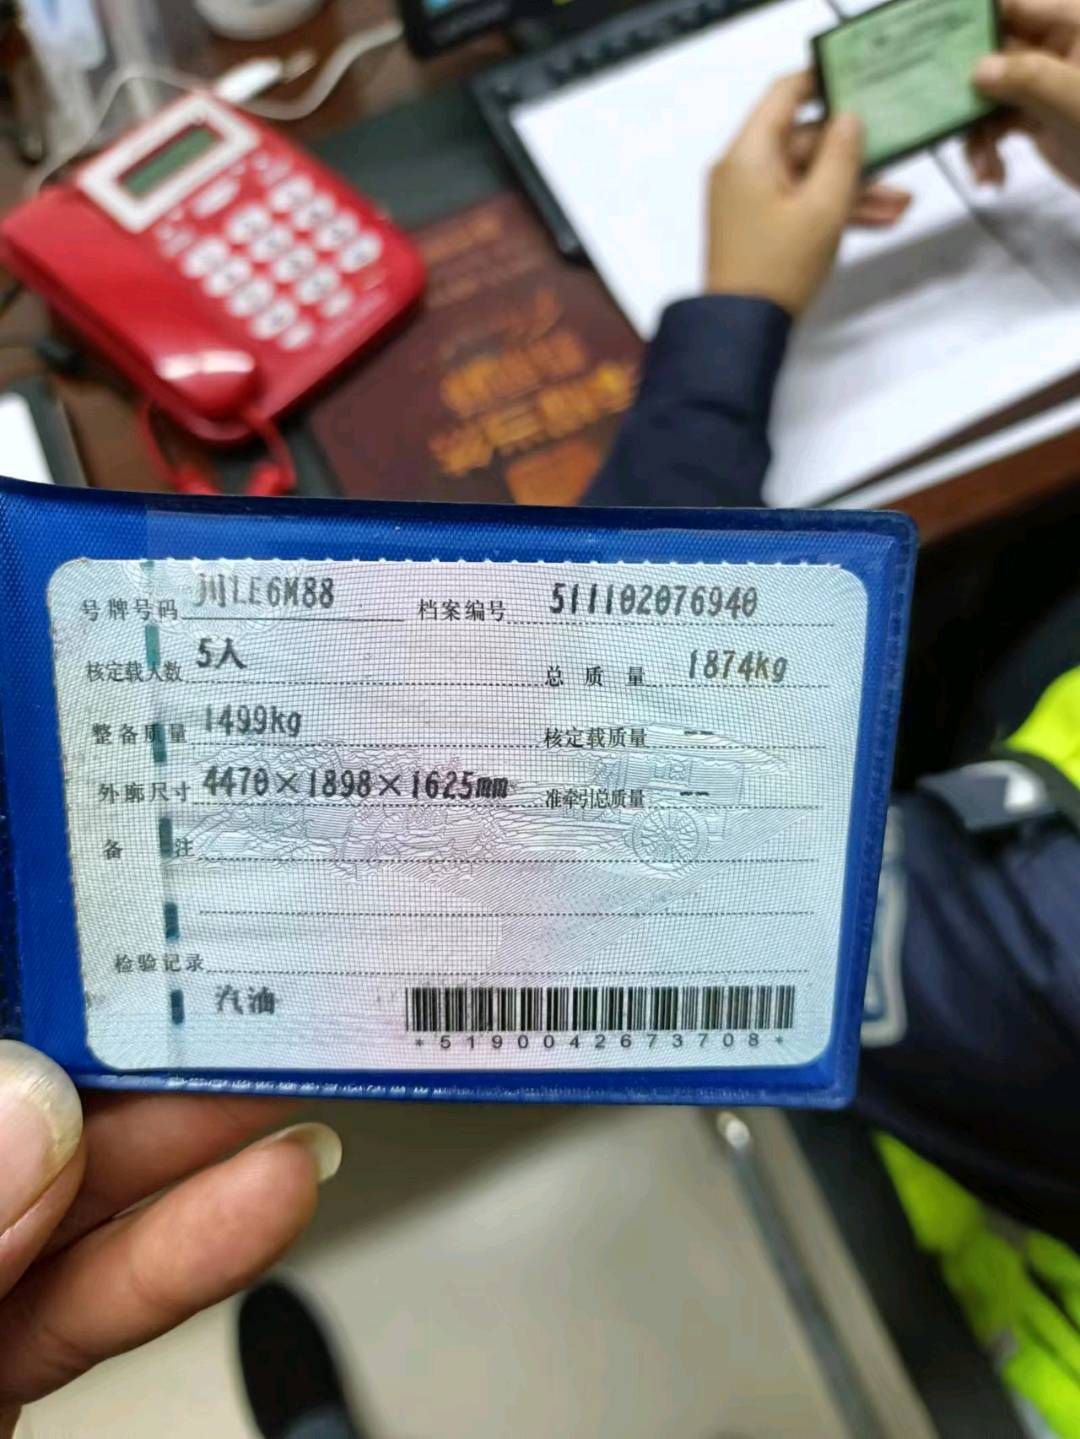 号牌号码 川LE6M88 档案编号 511102076940
核定载人数 5人 总质量 1874kg
整备质量 1499kg 核定载质量 --
外廓尺寸 4470×1898×1625mm 准牵引总质量 --
备注
检验记录
汽油
*5190042673708*